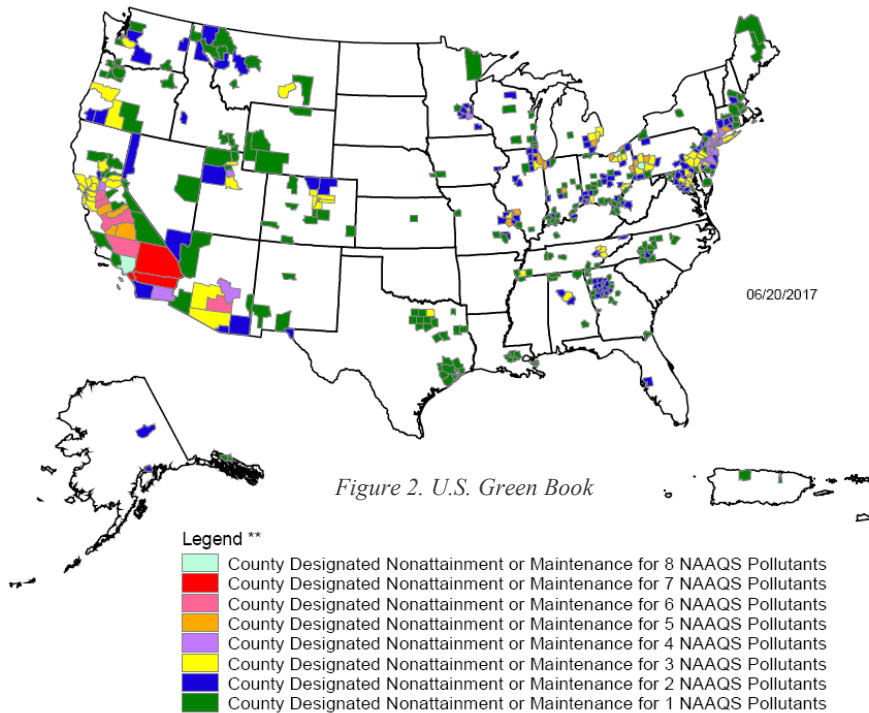 06/20/2017
Figure 2. U.S. Green Book
Legend **
County Designated Nonattainment or Maintenance for 8 NAAQS Pollutants
County Designated Nonattainment or Maintenance for 7 NAAQS Pollutants
County Designated Nonattainment or Maintenance for 6 NAAQS Pollutants
County Designated Nonattainment or Maintenance for 5 NAAQS Pollutants
County Designated Nonattainment or Maintenance for 4 NAAQS Pollutants
County Designated Nonattainment or Maintenance for 3 NAAQS Pollutants
County Designated Nonattainment or Maintenance for 2 NAAQS Pollutants
County Designated Nonattainment or Maintenance for 1 NAAQS Pollutants